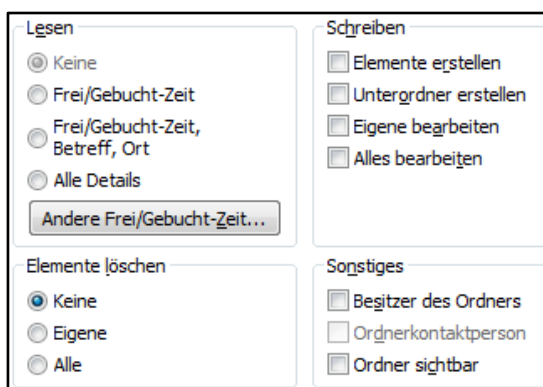 Lesen
Keine
Frei/Gebucht-Zeit
Frei/Gebucht-Zeit,
Betreff, Ort
Alle Details
Andere Frei/Gebucht-Zeit...
Schreiben
Elemente erstellen
Unterordner erstellen
Eigene bearbeiten
Alles bearbeiten
Elemente löschen
Keine
Eigene
Alle
Sonstiges
Besitzer des Ordners
Ordnerkontaktperson
Ordner sichtbar